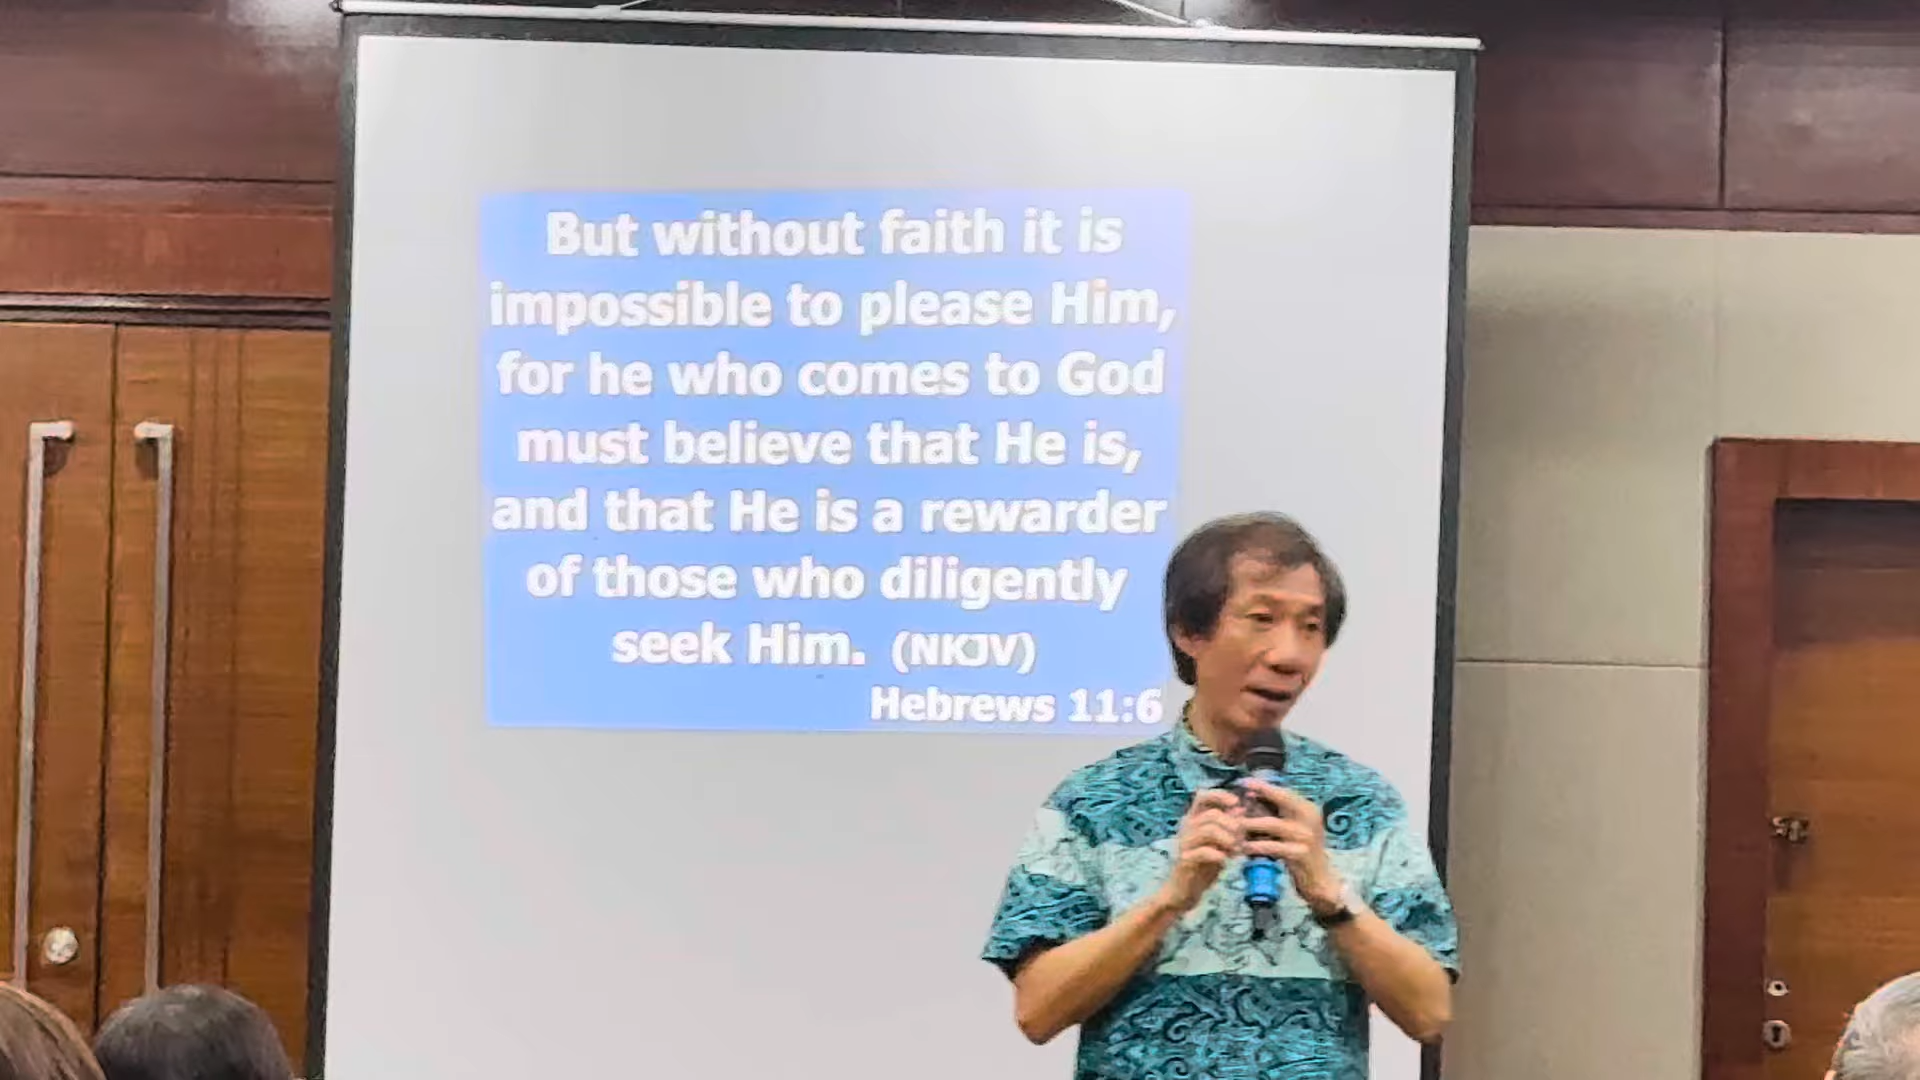 But without faith it is
impossible to please Him,
for he who comes to God
must believe that He is,
and that He is a rewarder
of those who diligently
seek Him. (NKJV)
Hebrews 11:6